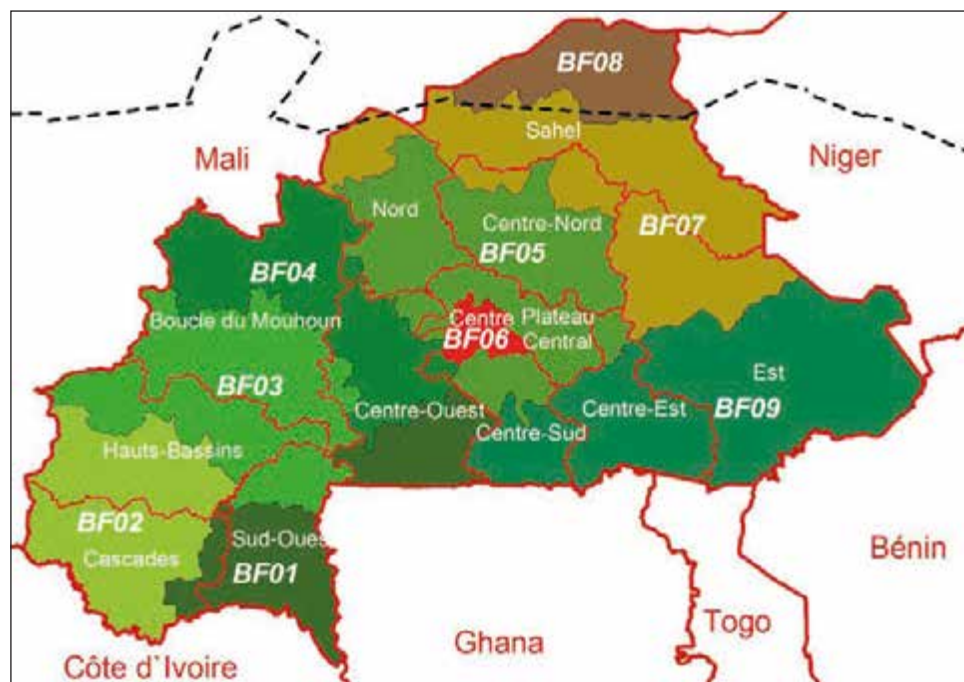 BF08
Sahel
Mali
Niger
Nord
Centre-Nord
BF07
BF05
BF04
Boucle du Mouhoun
Centre Plateau
BF06 Central
Est
BF03
Centre-Ouest
Centre-Est
BF09
Centre-Sud
Hauts-Bassins
BF02
Sud-Oues
Cascades
BF01
Bénin
Togo
Ghana
Côte d`Ivoire